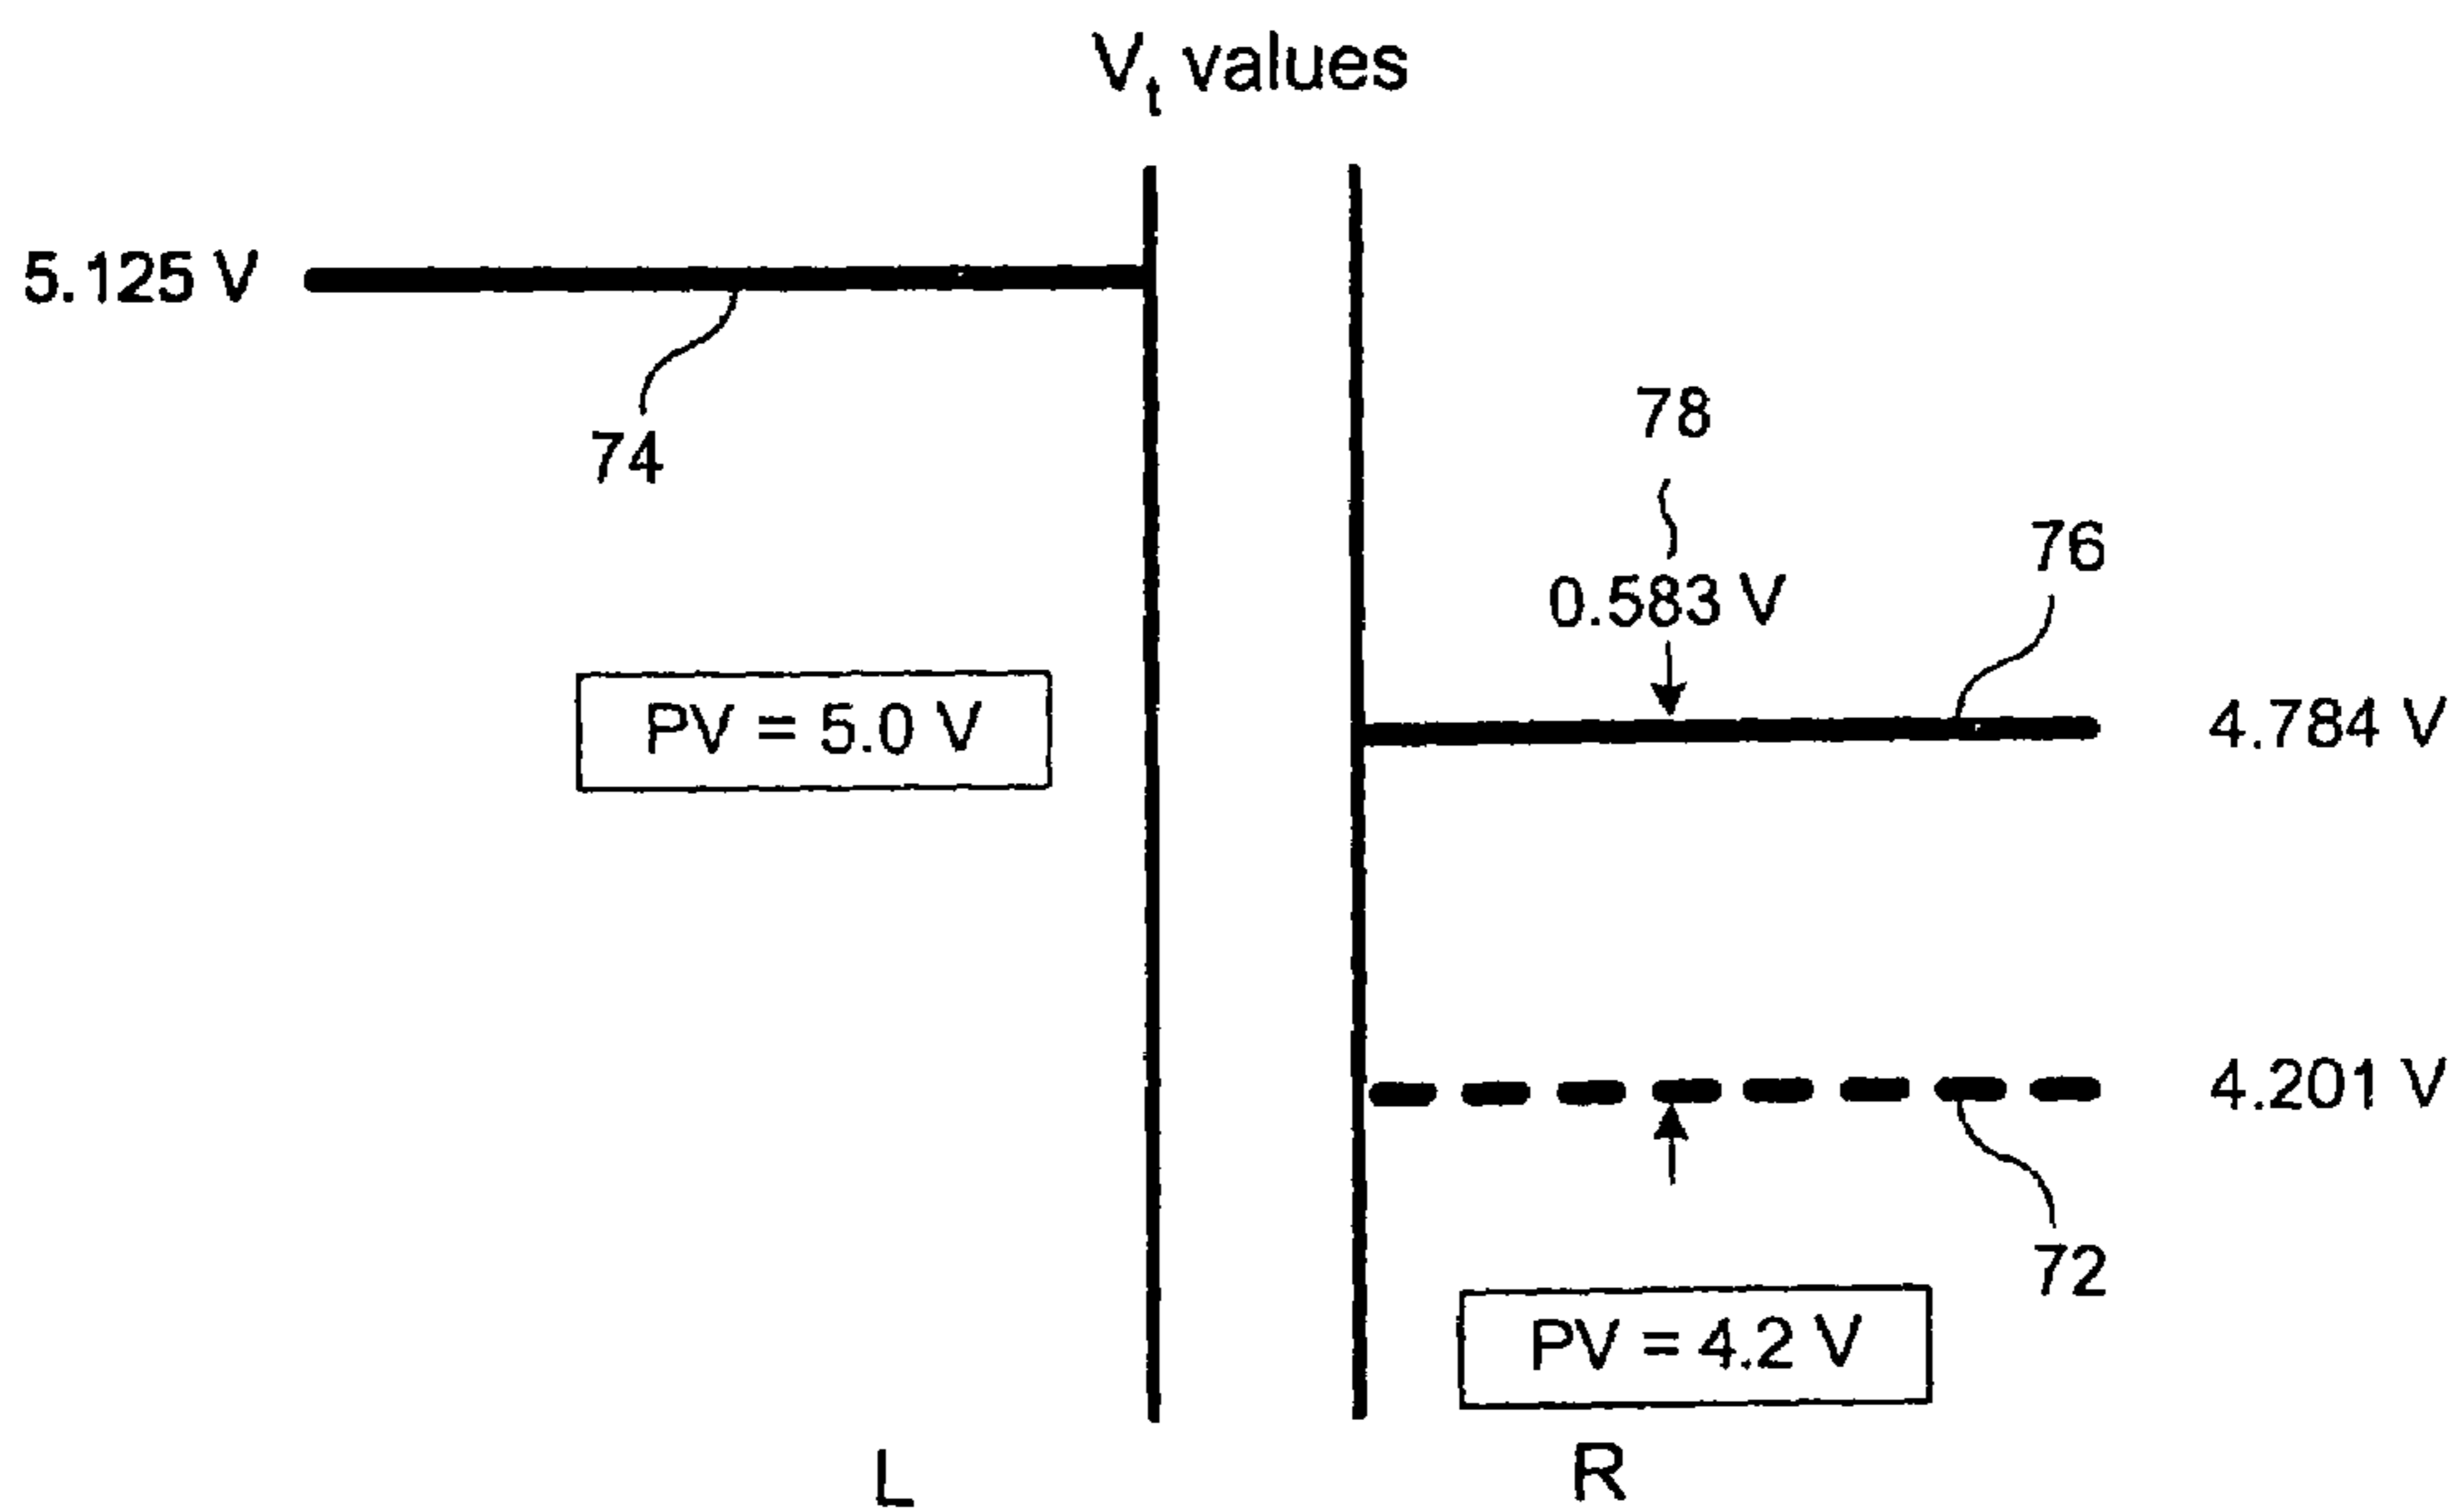 Vt values
5.125 V
74
78
76
0.583 V
PV = 5.0 V
4.784 V
4.201 V
72
PV = 4.2 V
L
R